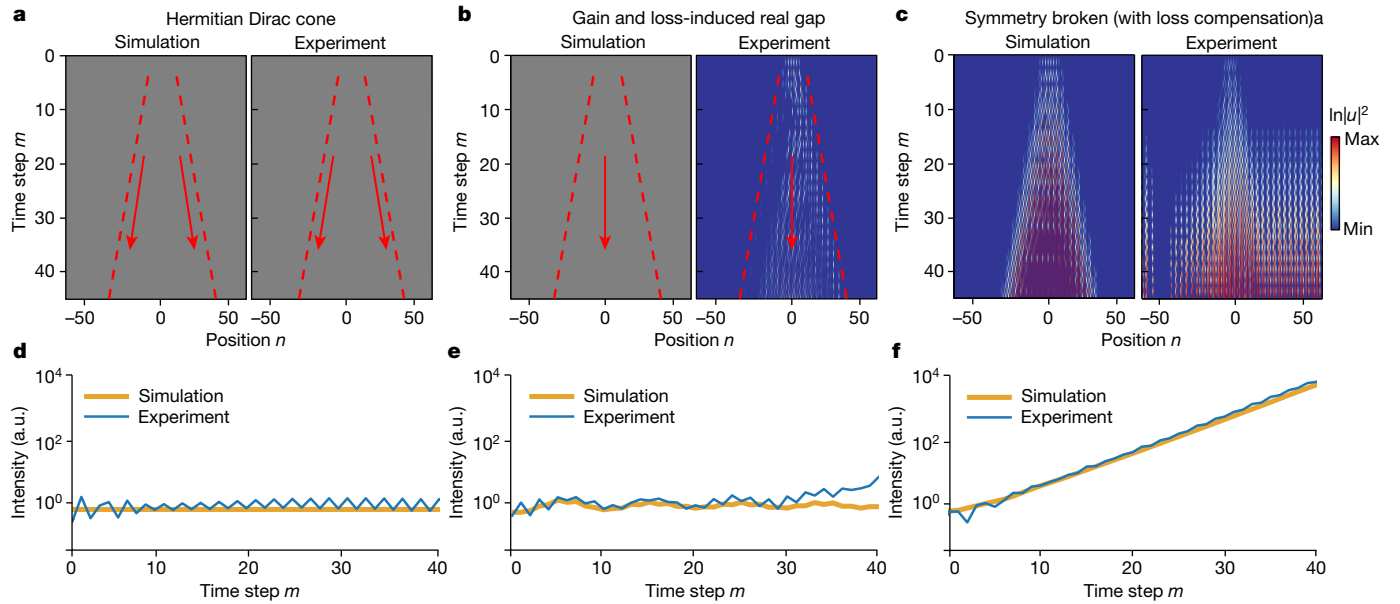 a
Hermitian Dirac cone
Simulation
Experiment
0
10
20
30
40
Time step m
–50
0
50
–50
0
50
Position n
b
Gain and loss-induced real gap
Simulation
Experiment
0
10
20
30
40
Time step m
–50
0
50
–50
0
50
Position n
c
Symmetry broken (with loss compensation)a
Simulation
Experiment
0
10
20
30
40
Time step m
–50
0
50
–50
0
50
Position n
ln|u|²
Max
Min
d
10⁴
10²
10⁰
Intensity (a.u.)
Simulation
Experiment
0
10
20
30
40
Time step m
e
10⁴
10²
10⁰
Intensity (a.u.)
Simulation
Experiment
0
10
20
30
40
Time step m
f
10⁴
10²
10⁰
Intensity (a.u.)
Simulation
Experiment
0
10
20
30
40
Time step m